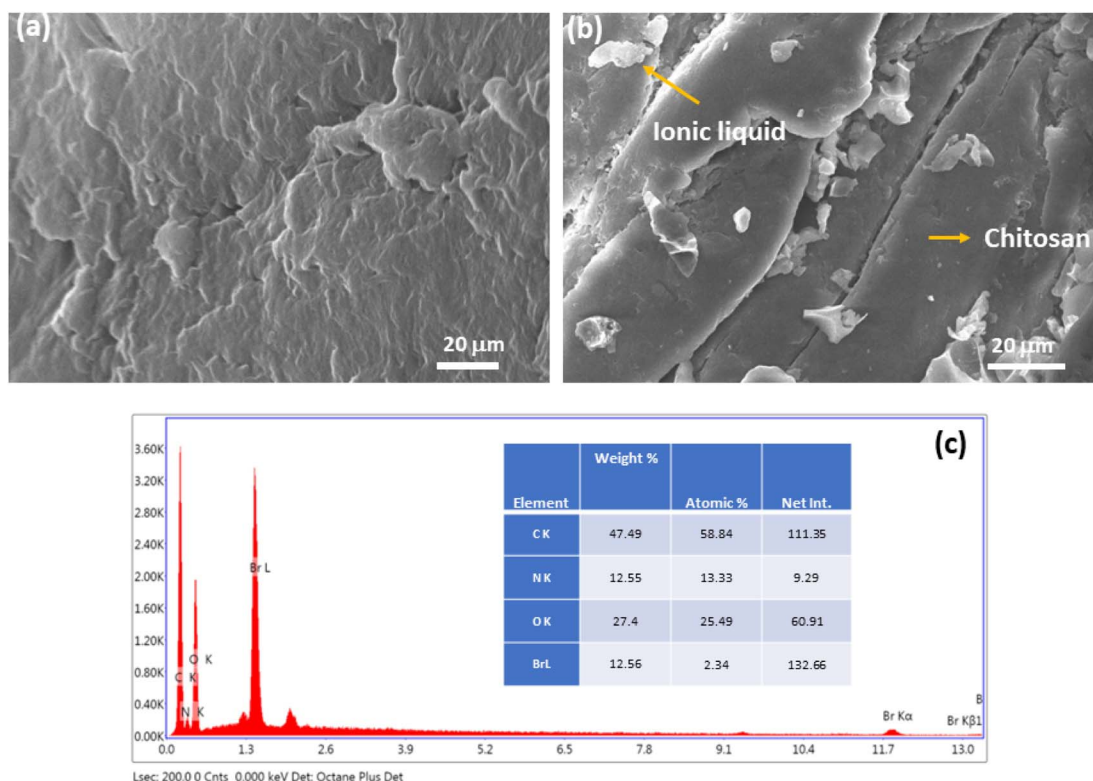 (a)
20 μm
(b)
Ionic liquid
Chitosan
20 μm
(c)
3.60K
3.20K
2.80K
2.40K
2.00K
1.60K
1.20K
0.80K
0.40K
0.00K
Br L
O K
C K
N K
Br Kα
Br Kβ1
B
0.0 1.3 2.6 3.9 5.2 6.5 7.8 9.1 10.4 11.7 13.0
Lsec: 200.0 0 Cnts 0.000 keV Det: Octane Plus Det
Element Weight % Atomic % Net Int.
C K 47.49 58.84 111.35
N K 12.55 13.33 9.29
O K 27.4 25.49 60.91
BrL 12.56 2.34 132.66